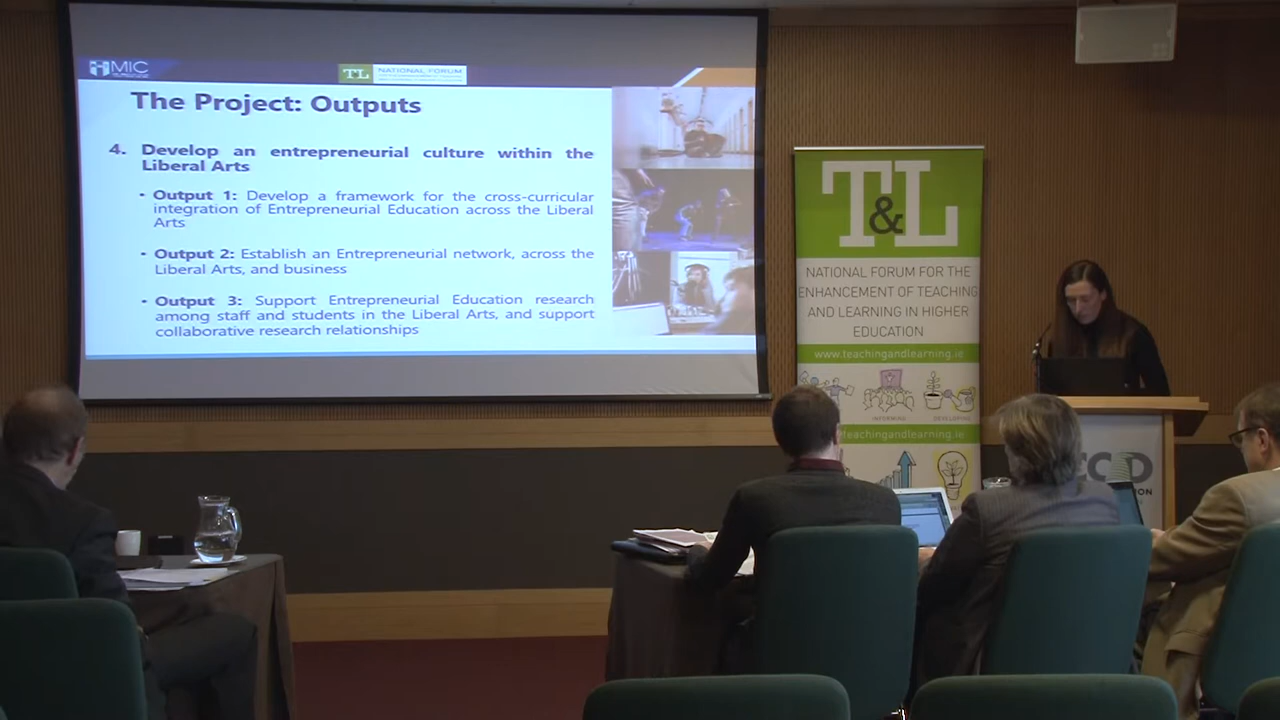 MIC
TL NATIONAL FORUM
The Project: Outputs
4. Develop an entrepreneurial culture within the
Liberal Arts
• Output 1: Develop a framework for the cross-curricular
integration of Entrepreneurial Education across the Liberal
Arts
• Output 2: Establish an Entrepreneurial network, across the
Liberal Arts, and business
• Output 3: Support Entrepreneurial Education research
among staff and students in the Liberal Arts, and support
collaborative research relationships
T&L
NATIONAL FORUM FOR THE
ENHANCEMENT OF TEACHING
AND LEARNING IN HIGHER
EDUCATION
www.teachingandlearning.ie
INFORMING DEVELOPING
teachingandlearning.ie